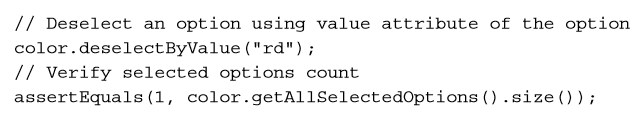 // Deselect an option using value attribute of the option
color.deselectByValue("rd");
// Verify selected options count
assertEquals(1, color.getAllSelectedOptions().size());